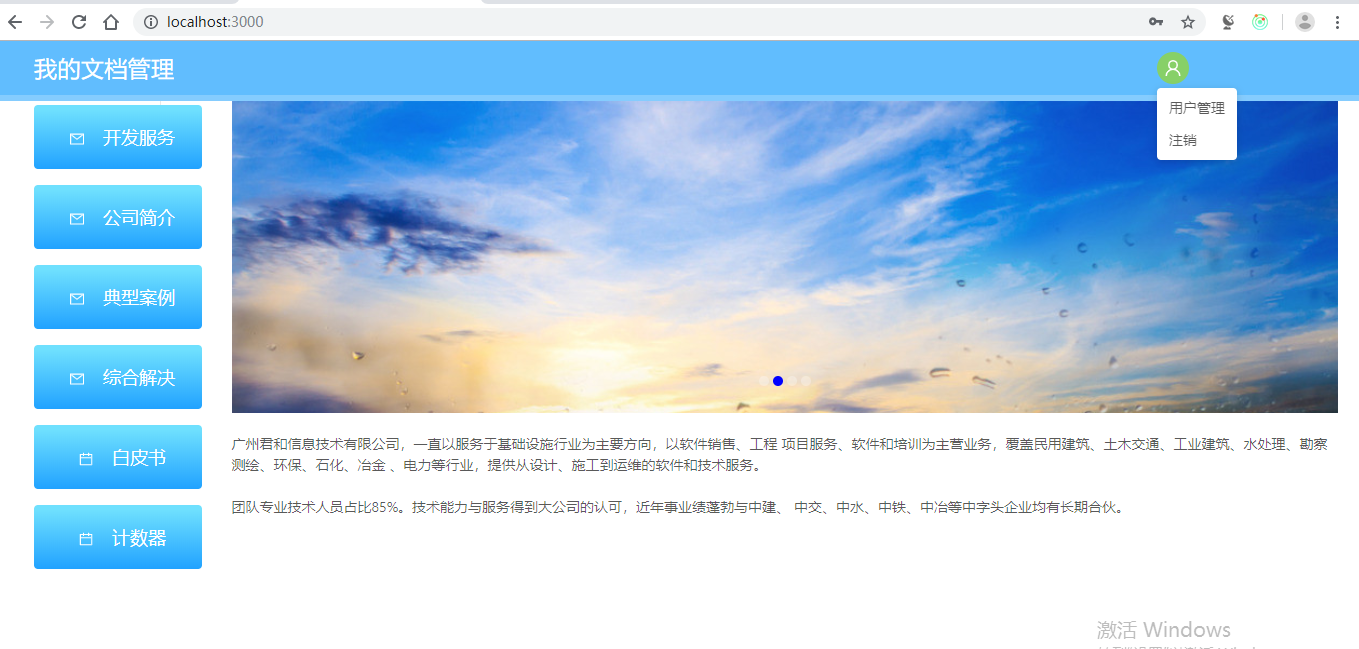 localhost:3000
我的文档管理
用户管理
注销
开发服务
公司简介
典型案例
综合解决
白皮书
计数器
广州君和信息技术有限公司，一直以服务于基础设施行业为主要方向，以软件销售、工程 项目服务、软件和培训为主营业务，覆盖民用建筑、土木交通、工业建筑、水处理、勘察
测绘、环保、石化、冶金 、电力等行业，提供从设计、施工到运维的软件和技术服务。
团队专业技术人员占比85%。技术能力与服务得到大公司的认可，近年事业绩蓬勃与中建、 中交、中水、中铁、中冶等中字头企业均有长期合伙。
激活 Windows